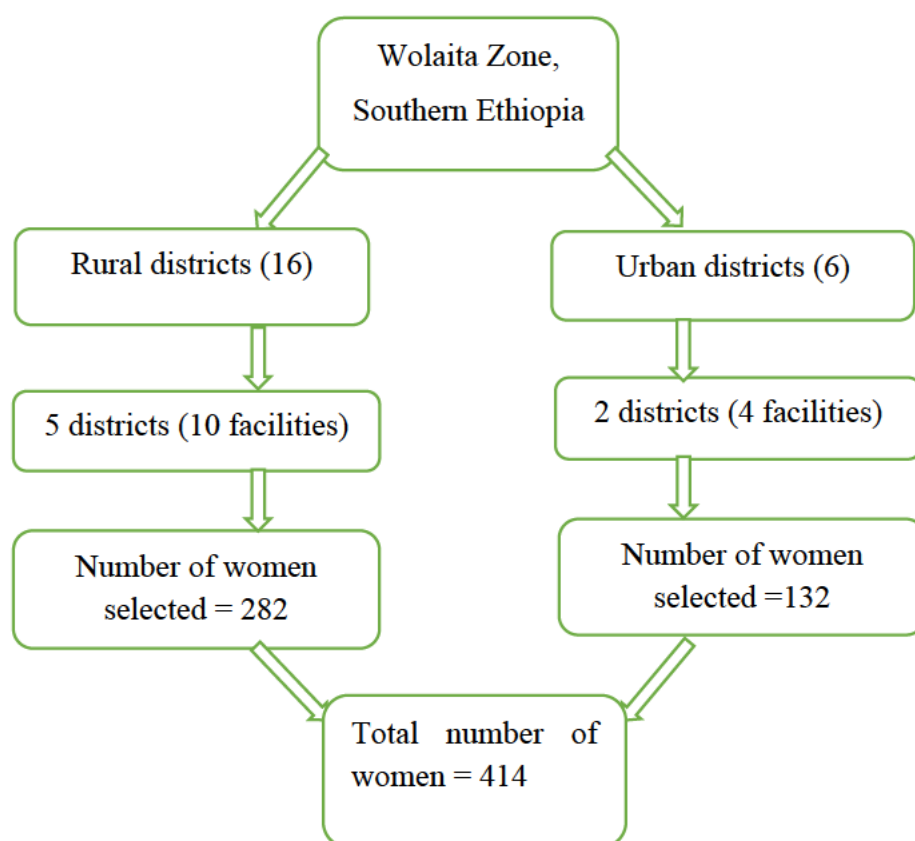 Wolaita Zone,
Southern Ethiopia
Rural districts (16)
Urban districts (6)
5 districts (10 facilities)
2 districts (4 facilities)
Number of women
selected = 282
Number of women
selected =132
Total number of
women = 414